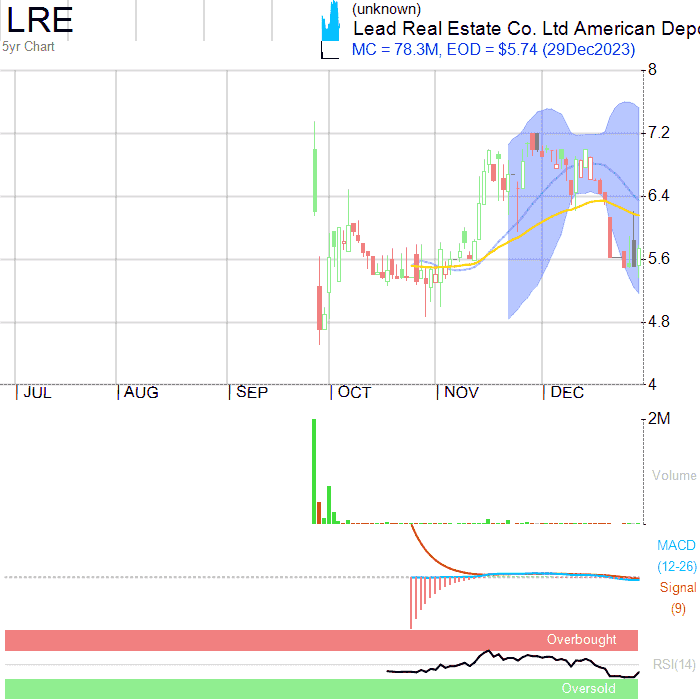 LRE
5yr Chart
(unknown)
Lead Real Estate Co. Ltd American Depo
MC = 78.3M, EOD = $5.74 (29Dec2023)
8
7.2
6.4
5.6
4.8
4
JUL AUG SEP OCT NOV DEC
2M
Volume
MACD
(12-26)
Signal
(9)
Overbought
RSI(14)
Oversold